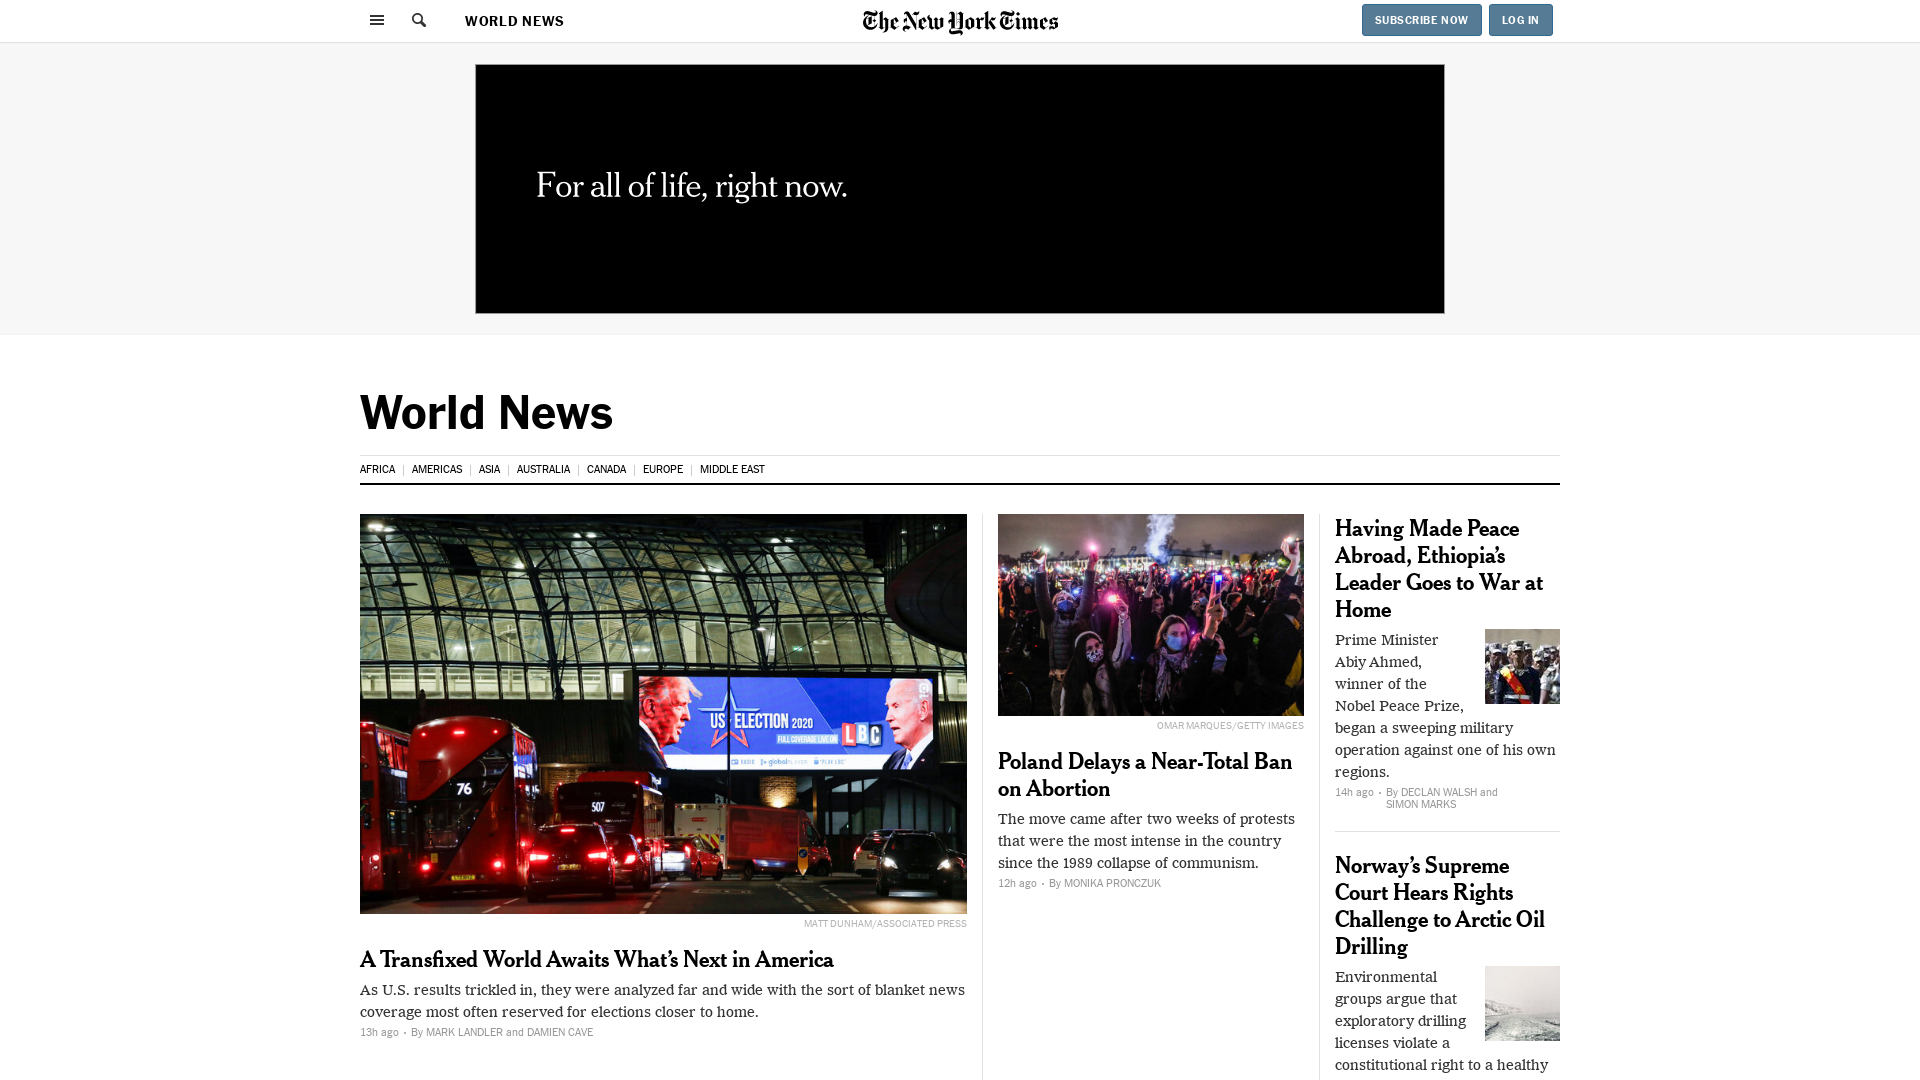 WORLD NEWS
The New York Times
SUBSCRIBE NOW
LOG IN
For all of life, right now.
World News
AFRICA
AMERICAS
ASIA
AUSTRALIA
CANADA
EUROPE
MIDDLE EAST
US ELECTION 2020
FULL COVERAGE LIVE ON
LBC
76
507
MATT DUNHAM/ASSOCIATED PRESS
A Transfixed World Awaits What's Next in America
As U.S. results trickled in, they were analyzed far and wide with the sort of blanket news
coverage most often reserved for elections closer to home.
13h ago • By MARK LANDLER and DAMIEN CAVE
OMAR MARQUES/GETTY IMAGES
Poland Delays a Near-Total Ban
on Abortion
The move came after two weeks of protests
that were the most intense in the country
since the 1989 collapse of communism.
12h ago • By MONIKA PRONCZUK
Having Made Peace
Abroad, Ethiopia's
Leader Goes to War at
Home
Prime Minister
Abiy Ahmed,
winner of the
Nobel Peace Prize,
began a sweeping military
operation against one of his own
regions.
14h ago • By DECLAN WALSH and
SIMON MARKS
Norway's Supreme
Court Hears Rights
Challenge to Arctic Oil
Drilling
Environmental
groups argue that
exploratory drilling
licenses violate a
constitutional right to a healthy